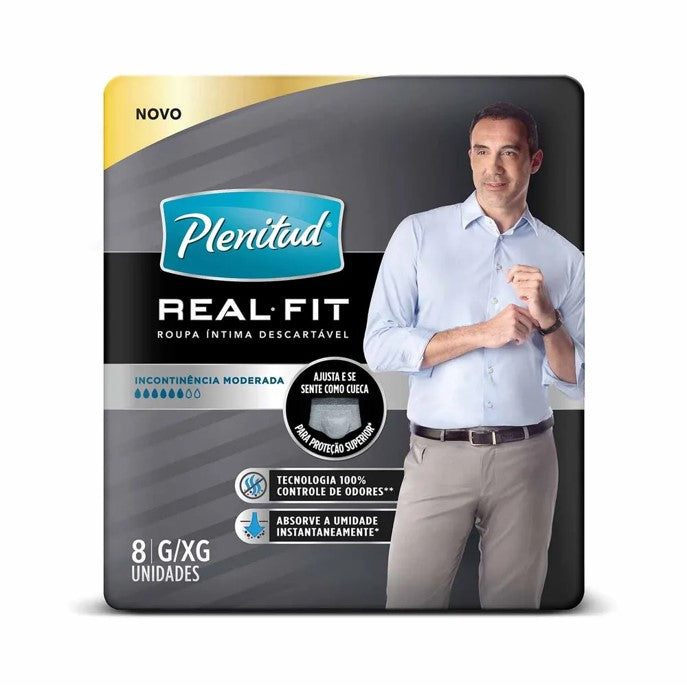 NOVO
Plenitud®
REAL·FIT
ROUPA ÍNTIMA DESCARTÁVEL
INCONTINÊNCIA MODERADA
AJUSTA E SE
SENTE COMO CUECA
PARA PROTEÇÃO SUPERIOR*
TECNOLOGIA 100%
CONTROLE DE ODORES**
ABSORVE A UMIDADE
INSTANTANEAMENTE*
8 | G/XG
UNIDADES